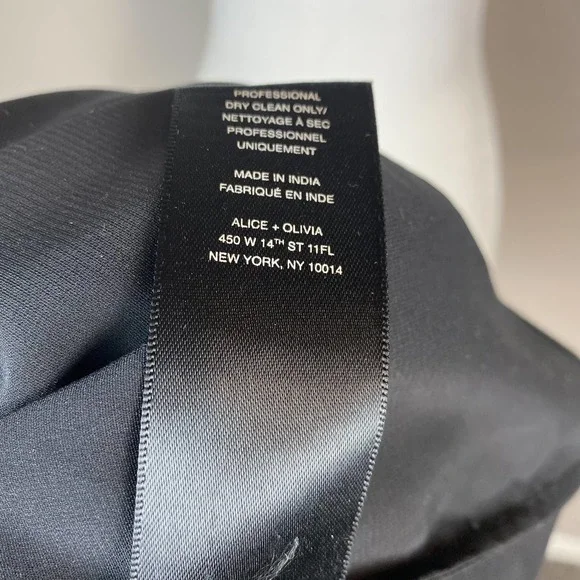 PROFESSIONAL
DRY CLEAN ONLY/
NETTOYAGE À SEC
PROFESSIONNEL
UNIQUEMENT
MADE IN INDIA
FABRIQUÉ EN INDE
ALICE + OLIVIA
450 W 14TH ST 11FL
NEW YORK, NY 10014